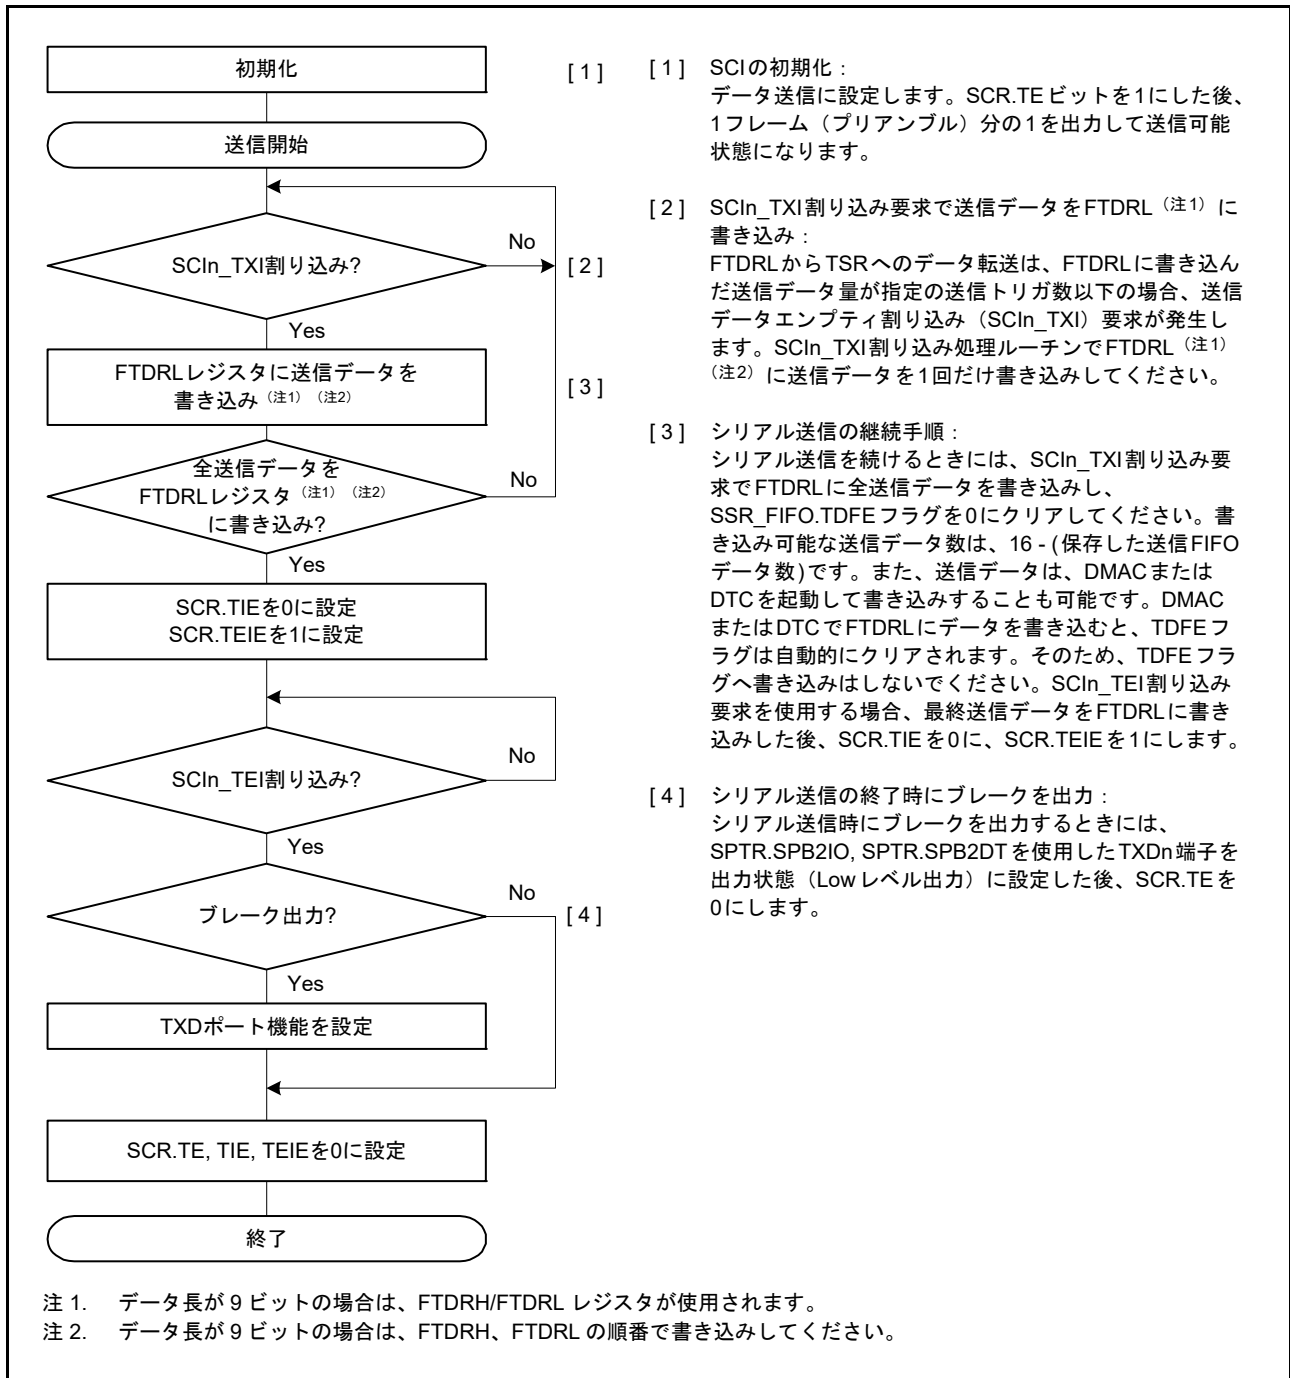 初期化
[ 1 ]
送信開始
SCIn_TXI割り込み?
No
[ 2 ]
Yes
FTDRLレジスタに送信データを
書き込み（注1）（注2）
[ 3 ]
全送信データを
FTDRLレジスタ（注1）（注2）
に書き込み?
No
Yes
SCR.TIEを0に設定
SCR.TEIEを1に設定
SCIn_TEI割り込み?
No
Yes
ブレーク出力?
No
[ 4 ]
Yes
TXDポート機能を設定
SCR.TE, TIE, TEIEを0に設定
終了
[ 1 ] SCIの初期化：
データ送信に設定します。SCR.TEビットを1にした後、
1フレーム（プリアンブル）分の1を出力して送信可能
状態になります。
[ 2 ] SCIn_TXI割り込み要求で送信データをFTDRL（注1）に
書き込み：
FTDRLからTSRへのデータ転送は、FTDRLに書き込ん
だ送信データ量が指定の送信トリガ数以下の場合、送信
データエンプティ割り込み（SCIn_TXI）要求が発生し
ます。SCIn_TXI割り込み処理ルーチンでFTDRL（注1）
（注2）に送信データを1回だけ書き込みしてください。
[ 3 ] シリアル送信の継続手順：
シリアル送信を続けるときには、SCIn_TXI割り込み要
求でFTDRLに全送信データを書き込みし、
SSR_FIFO.TDFEフラグを0にクリアしてください。書
き込み可能な送信データ数は、16 - (保存した送信FIFO
データ数)です。また、送信データは、DMACまたは
DTCを起動して書き込みすることも可能です。DMAC
またはDTCでFTDRLにデータを書き込むと、TDFEフ
ラグは自動的にクリアされます。そのため、TDFEフラ
グへ書き込みはしないでください。SCIn_TEI割り込み
要求を使用する場合、最終送信データをFTDRLに書き
込みした後、SCR.TIEを0に、SCR.TEIEを1にします。
[ 4 ] シリアル送信の終了時にブレークを出力：
シリアル送信時にブレークを出力するときには、
SPTR.SPB2IO, SPTR.SPB2DTを使用したTXDn端子を
出力状態（Lowレベル出力）に設定した後、SCR.TEを
0にします。
注 1. データ長が 9 ビットの場合は、FTDRH/FTDRL レジスタが使用されます。
注 2. データ長が 9 ビットの場合は、FTDRH、FTDRL の順番で書き込みしてください。